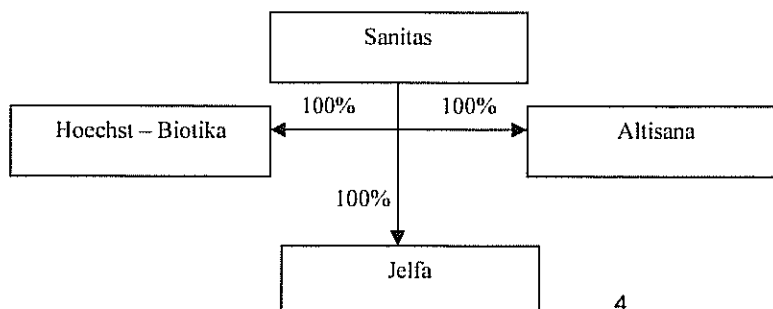 Sanitas
100% 100%
Hoechst – Biotika Altisana
100%
Jelfa
4